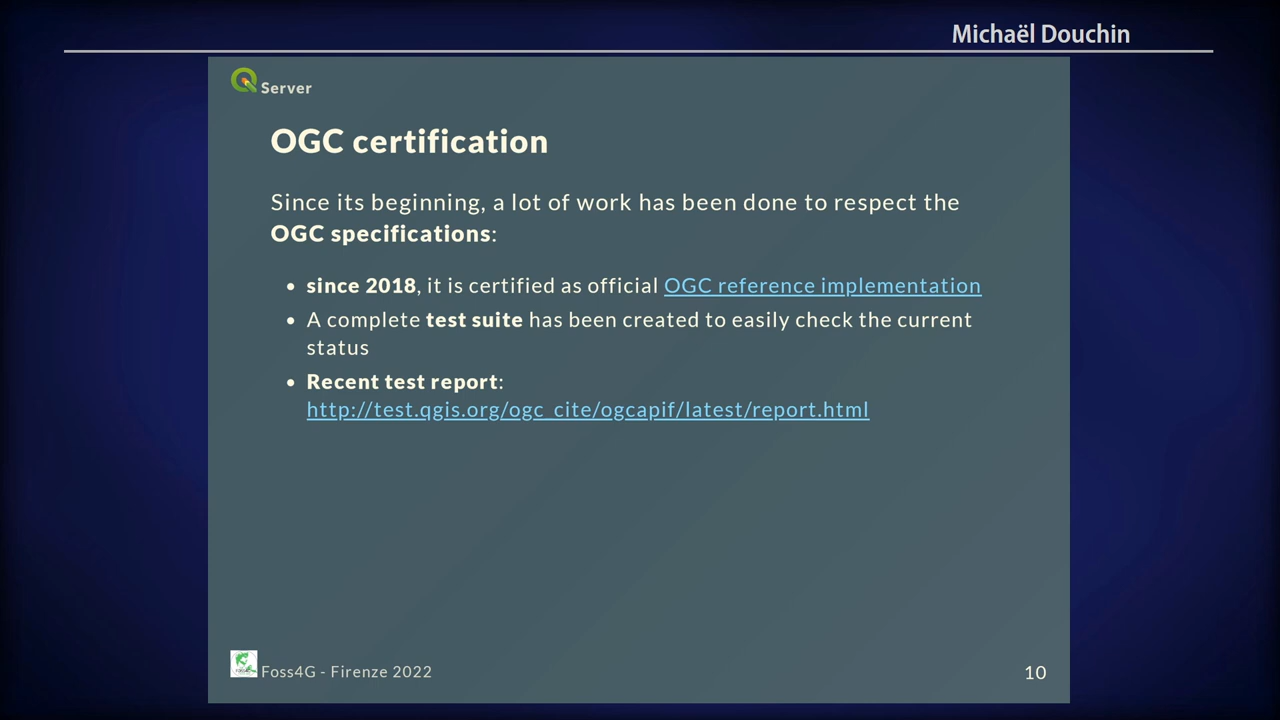 Michaël Douchin
Server
OGC certification
Since its beginning, a lot of work has been done to respect the
OGC specifications:
• since 2018, it is certified as official OGC reference implementation
• A complete test suite has been created to easily check the current
status
• Recent test report:
http://test.qgis.org/ogc_cite/ogcapif/latest/report.html
Foss4G - Firenze 2022
10